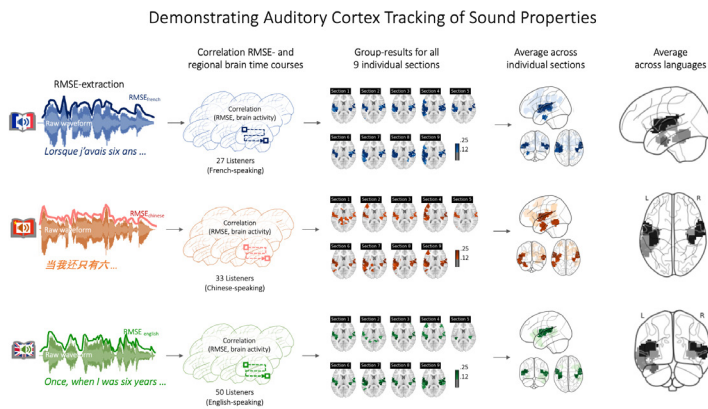 Demonstrating Auditory Cortex Tracking of Sound Properties
RMSE-extraction
Correlation RMSE- and
regional brain time courses
Group-results for all
9 individual sections
Average across
individual sections
Average
across languages
RMSEfrench
Raw waveform
Lorsque j'avais six ans ...
Correlation
(RMSE, brain activity)
27 Listeners
(French-speaking)
Section 1
Section 2
Section 3
Section 4
Section 5
Section 6
Section 7
Section 8
Section 9
.25
.12
RMSEchinese
Raw waveform
当我还只有六 ...
Correlation
(RMSE, brain activity)
33 Listeners
(Chinese-speaking)
Section 1
Section 2
Section 3
Section 4
Section 5
Section 6
Section 7
Section 8
Section 9
.25
.12
L
R
RMSE english
Raw waveform
Once, when I was six years ...
Correlation
(RMSE, brain activity)
50 Listeners
(English-speaking)
Section 1
Section 2
Section 3
Section 4
Section 5
Section 6
Section 7
Section 8
Section 9
.25
.12
L
R